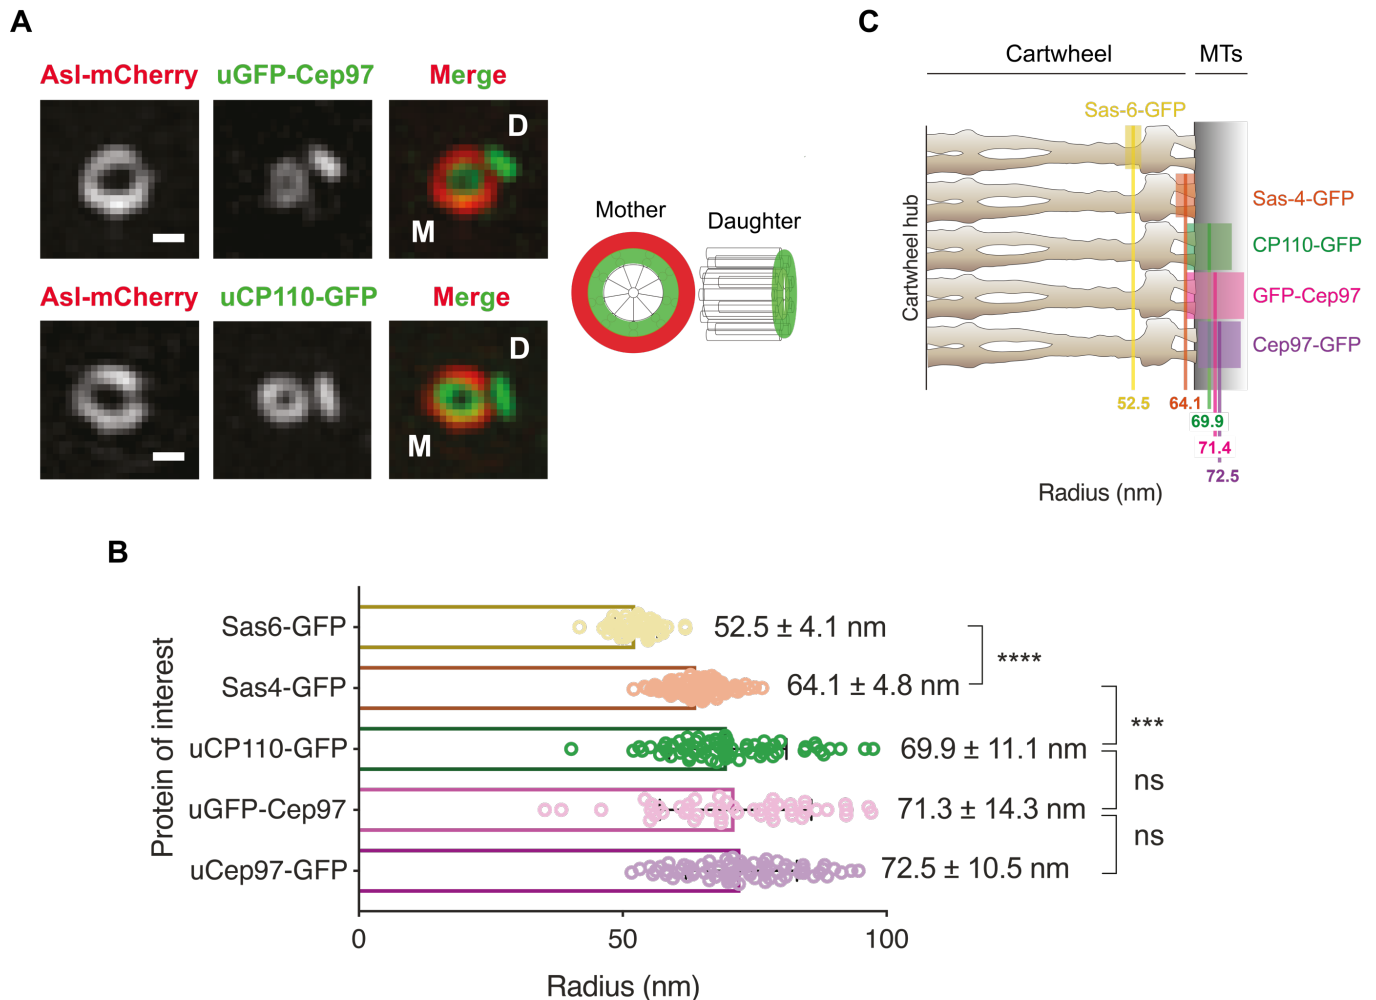 A
Asl-mCherry uGFP-Cep97 Merge
D
M
Asl-mCherry uCP110-GFP Merge
D
M
Mother
Daughter
C
Cartwheel MTs
Sas-6-GFP
Cartwheel hub
Sas-4-GFP
CP110-GFP
GFP-Cep97
Cep97-GFP
52.5 64.1
69.9
71.4
72.5
Radius (nm)
B
Protein of interest
Sas6-GFP 52.5 ± 4.1 nm
****
Sas4-GFP 64.1 ± 4.8 nm
***
uCP110-GFP 69.9 ± 11.1 nm
ns
uGFP-Cep97 71.3 ± 14.3 nm
ns
uCep97-GFP 72.5 ± 10.5 nm
0 50 100
Radius (nm)